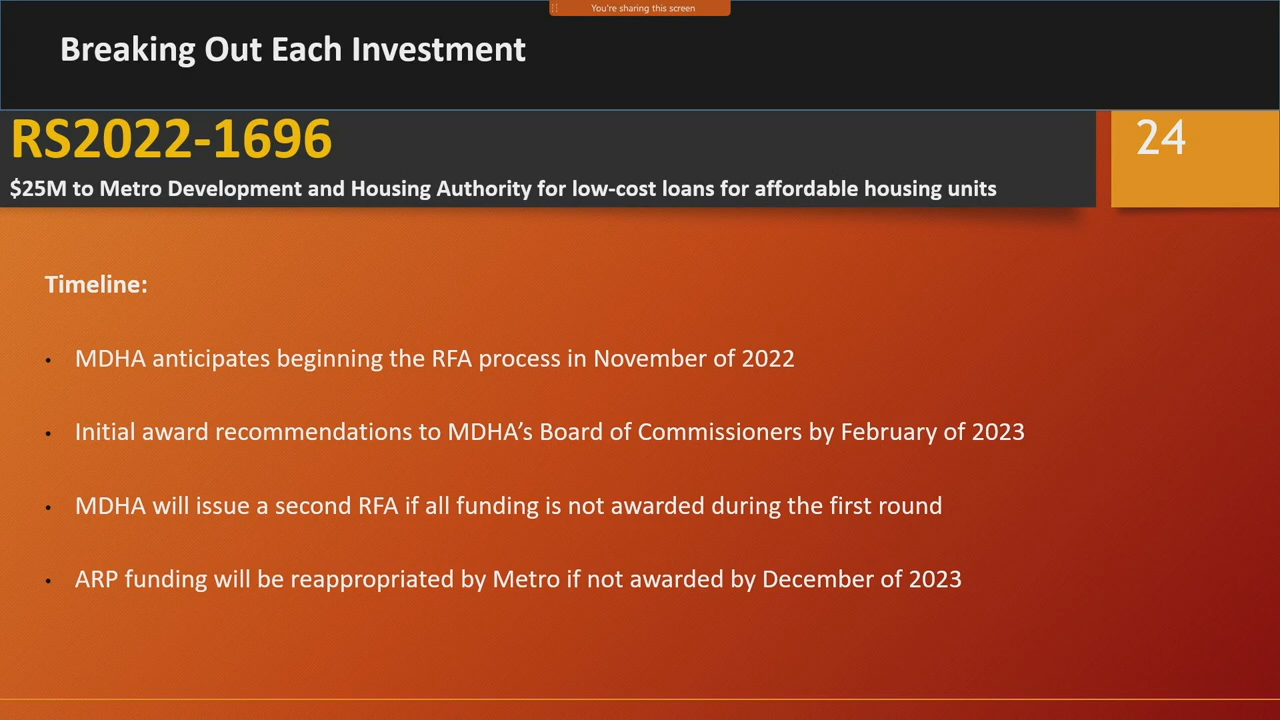 You're sharing this screen
Breaking Out Each Investment
RS2022-1696
24
$25M to Metro Development and Housing Authority for low-cost loans for affordable housing units
Timeline:
• MDHA anticipates beginning the RFA process in November of 2022
• Initial award recommendations to MDHA’s Board of Commissioners by February of 2023
• MDHA will issue a second RFA if all funding is not awarded during the first round
• ARP funding will be reappropriated by Metro if not awarded by December of 2023